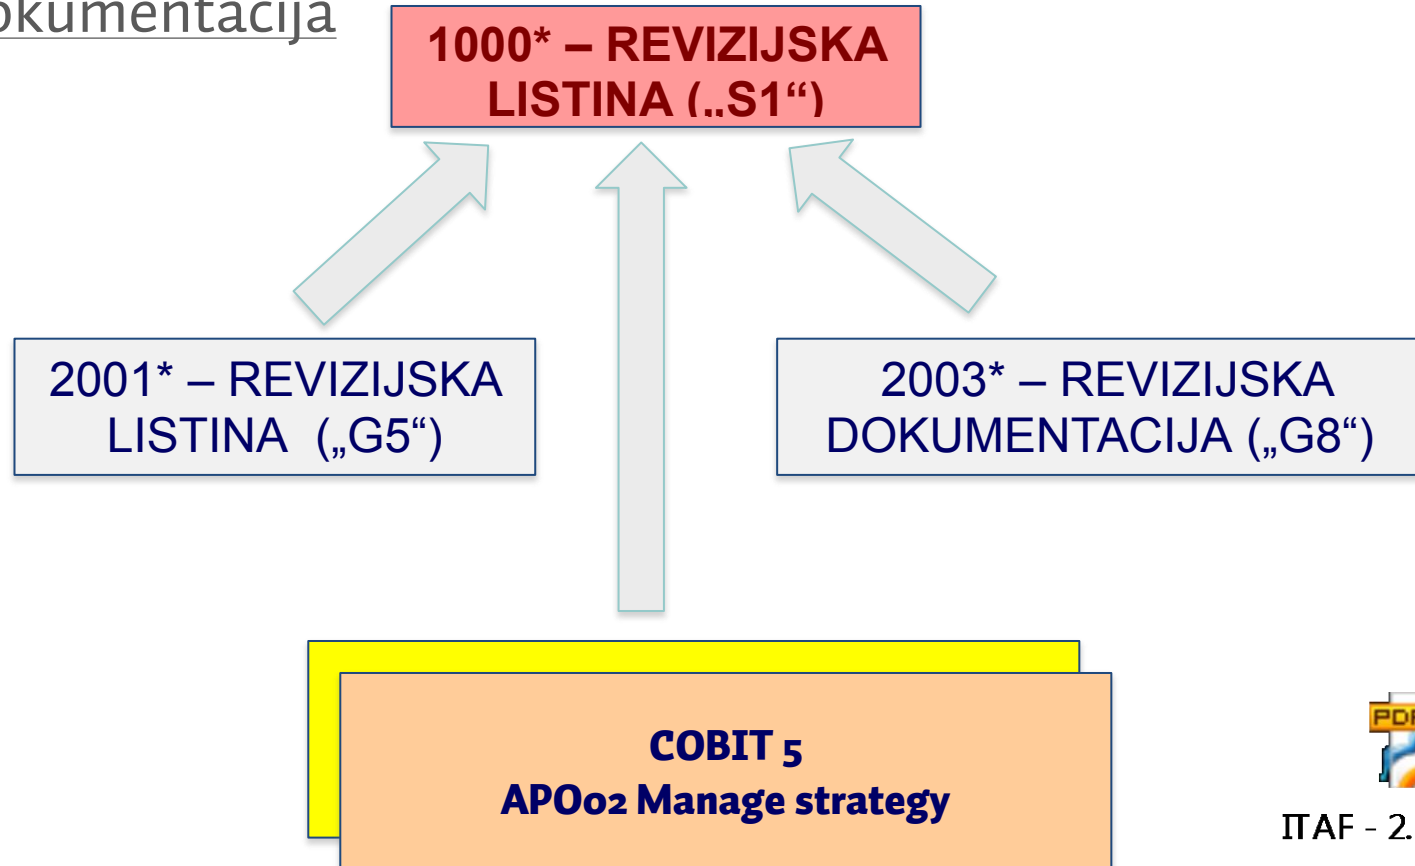 okumentacija
1000* – REVIZIJSKA
LISTINA („S1“)
2001* – REVIZIJSKA
LISTINA („G5“)
2003* – REVIZIJSKA
DOKUMENTACIJA („G8“)
COBIT 5
APO02 Manage strategy
PDF
ITAF - 2.